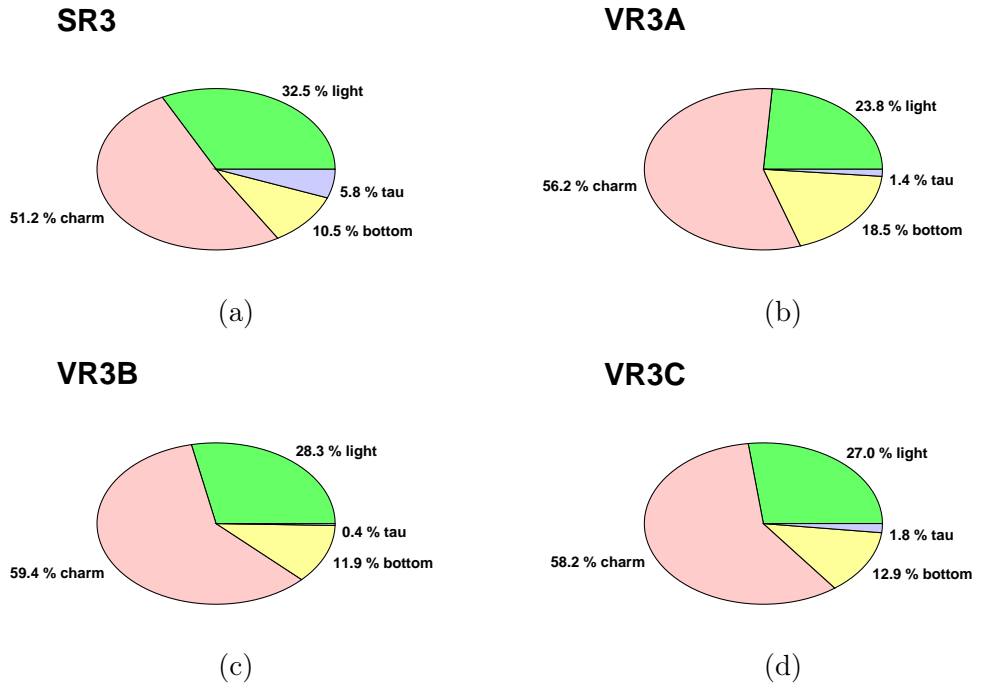 SR3
32.5 % light
5.8 % tau
51.2 % charm
10.5 % bottom
(a)
VR3A
23.8 % light
1.4 % tau
56.2 % charm
18.5 % bottom
(b)
VR3B
28.3 % light
0.4 % tau
11.9 % bottom
59.4 % charm
(c)
VR3C
27.0 % light
1.8 % tau
58.2 % charm
12.9 % bottom
(d)